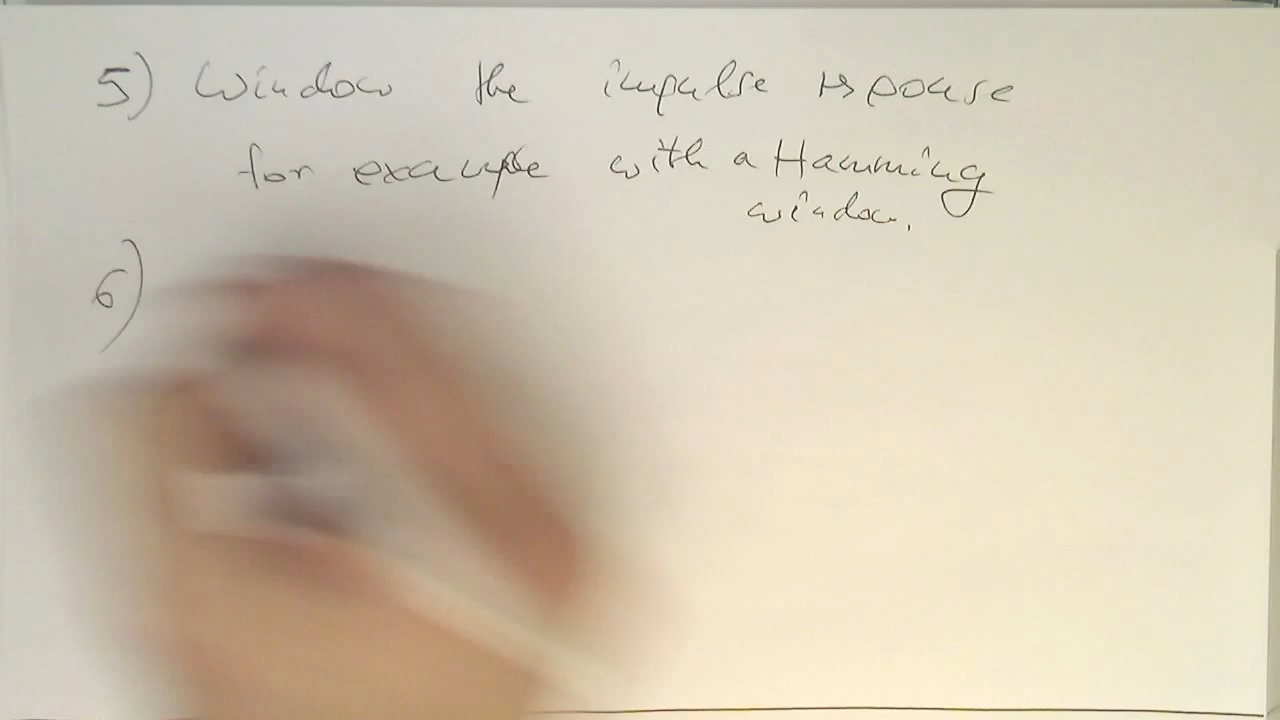 5) Window the impulse response
for example with a Hamming
window.
6)